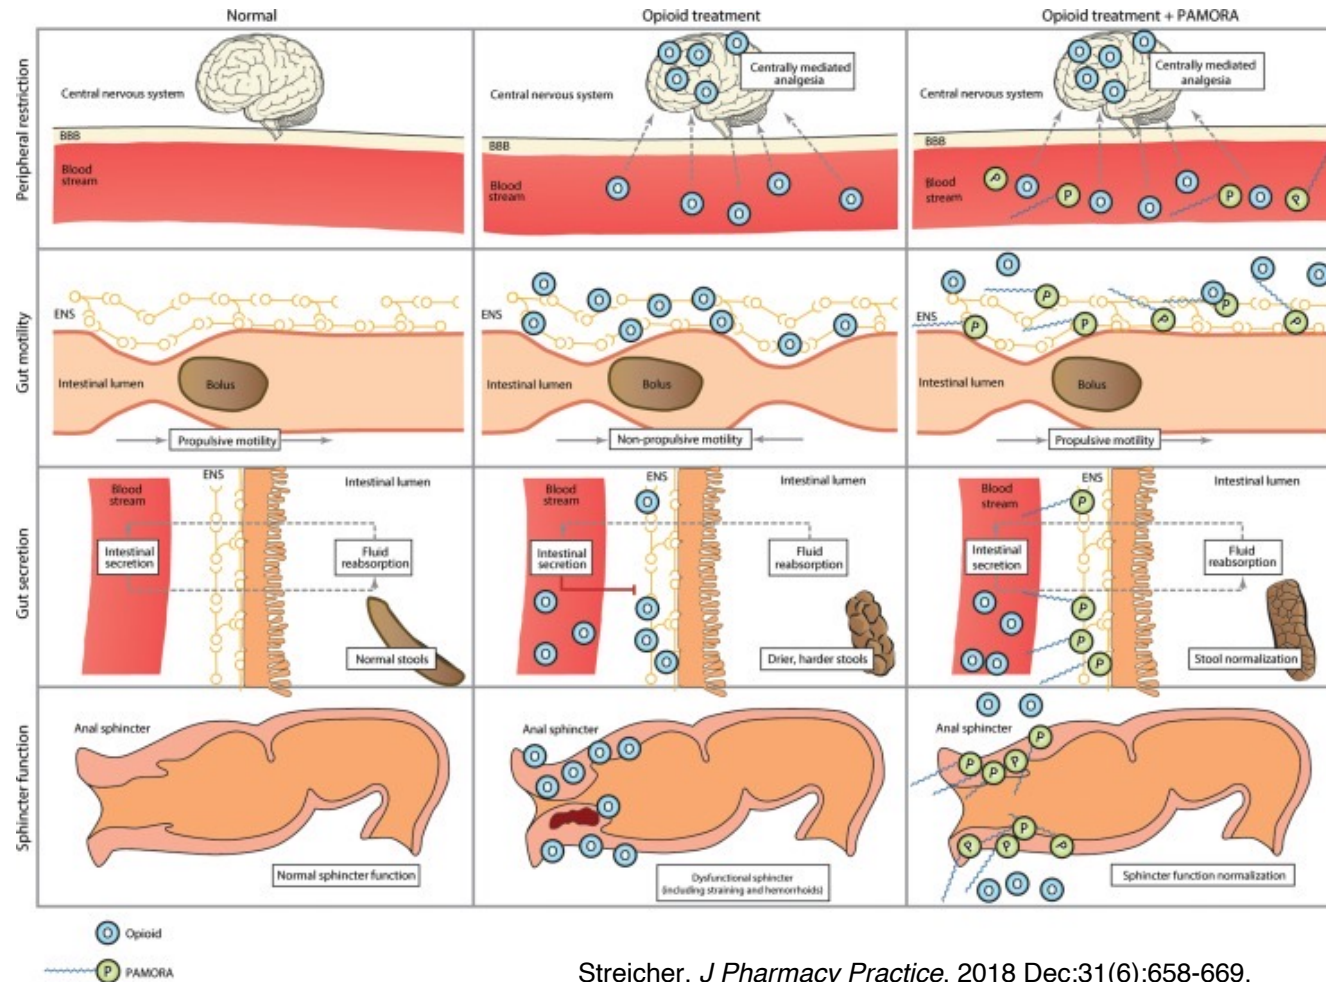 Normal
Opioid treatment
Opioid treatment + PAMORA
Peripheral restriction
Central nervous system
BBB
Blood
stream
Centrally mediated
analgesia
Central nervous system
BBB
Blood
stream
O
O
O
O
O
O
O
O
O
O
Centrally mediated
analgesia
Central nervous system
BBB
Blood
stream
O
O
O
O
O
P
O
P
O
O
O
P
O
P
Gut motility
ENS
Intestinal lumen
Bolus
Propulsive motility
ENS
O
O
O
O
O
O
O
O
O
Intestinal lumen
Bolus
Non-propulsive motility
ENS
O
O
O
O
O
P
P
P
P
P
P
Intestinal lumen
Bolus
Propulsive motility
Gut secretion
Blood
stream
ENS
Intestinal lumen
Intestinal
secretion
Fluid
reabsorption
Normal stools
Blood
stream
ENS
Intestinal lumen
Intestinal
secretion
Fluid
reabsorption
O
O
O
O
O
O
O
Drier, harder stools
Blood
stream
ENS
Intestinal lumen
Intestinal
secretion
Fluid
reabsorption
P
P
P
P
O
O
O
O
Stool normalization
Sphincter function
Anal sphincter
Normal sphincter function
Anal sphincter
O
O
O
O
O
O
O
O
O
Dysfunctional sphincter
(including straining and hemorrhoids)
O
O
Anal sphincter
P
P
P
P
P
P
P
P
O
O
O
Sphincter function normalization
O Opioid
P PAMORA
Streicher. J Pharmacy Practice. 2018 Dec;31(6):658-669.